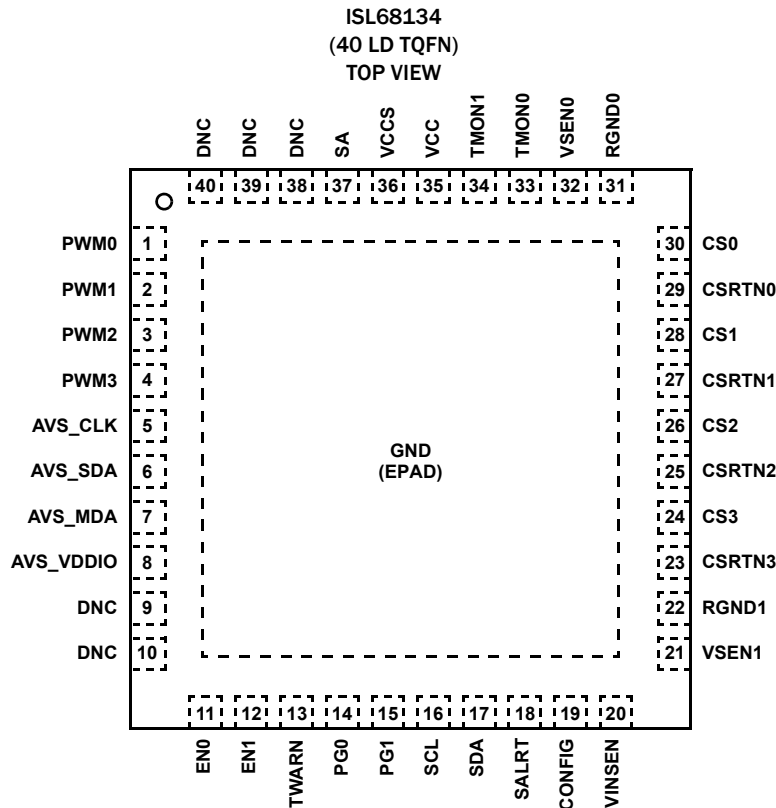 ISL68134
(40 LD TQFN)
TOP VIEW
DNC
DNC
DNC
SA
VCCS
VCC
TMON1
TMON0
VSEN0
RGND0
40 39 38 37 36 35 34 33 32 31
PWM0 1
PWM1 2
PWM2 3
PWM3 4
AVS_CLK 5
AVS_SDA 6
AVS_MDA 7
AVS_VDDIO 8
DNC 9
DNC 10
GND
(EPAD)
30 CS0
29 CSRTN0
28 CS1
27 CSRTN1
26 CS2
25 CSRTN2
24 CS3
23 CSRTN3
22 RGND1
21 VSEN1
11 12 13 14 15 16 17 18 19 20
EN0
EN1
TWARN
PG0
PG1
SCL
SDA
SALRT
CONFIG
VINSEN